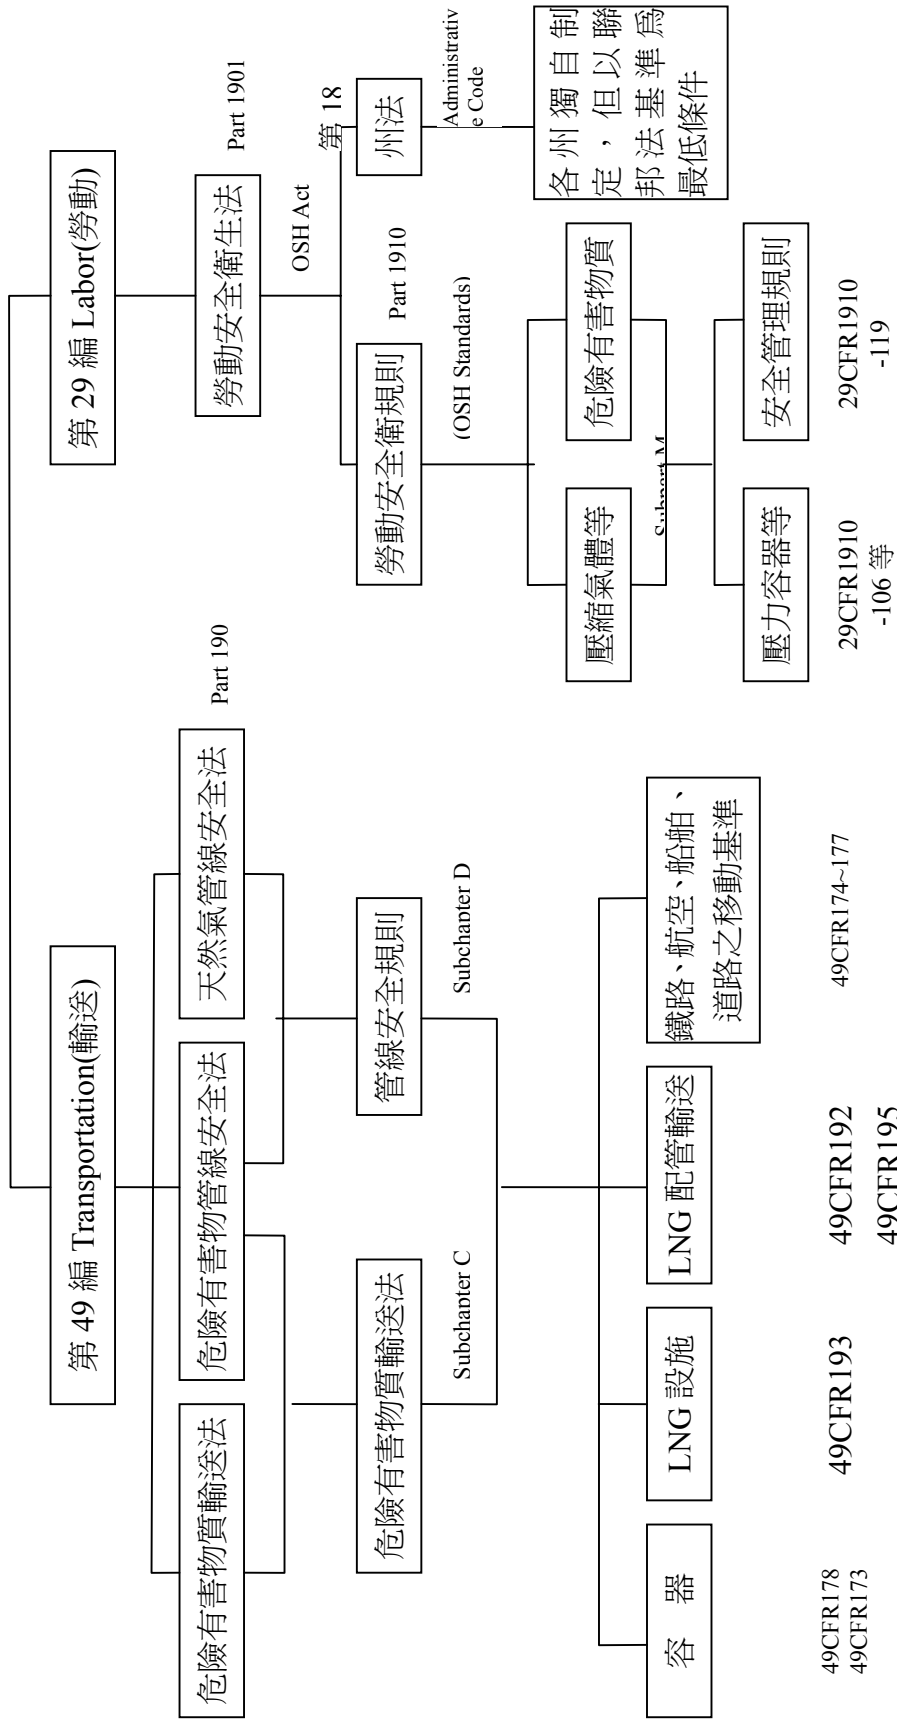 第 49 編 Transportation(輸送)
第 29 編 Labor(勞動)
危險有害物質輸送法
危險有害物管線安全法
天然氣管線安全法
Part 190
勞動安全衛生法
Part 1901
OSH Act
第 18
危險有害物質輸送法
管線安全規則
勞動安全衛規則
Part 1910
州法
Subchapter C
Subchapter D
(OSH Standards)
Administrativ
e Code
各州獨自制
定，但以聯
邦法基準為
最低條件
壓縮氣體等
危險有害物質
Subpart M
容 器
LNG 設施
LNG 配管輸送
鐵路、航空、船舶、
道路之移動基準
壓力容器等
安全管理規則
49CFR178
49CFR173
49CFR193
49CFR192
49CFR195
49CFR174~177
29CFR1910
-106 等
29CFR1910
-119